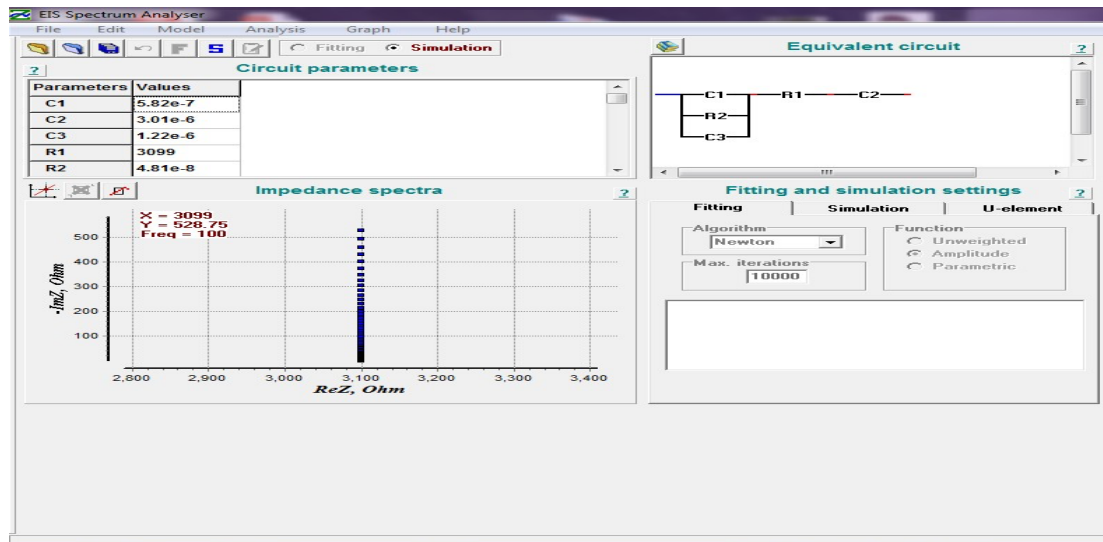 EIS Spectrum Analyser
File Edit Model Analysis Graph Help
F S Fitting Simulation
Equivalent circuit ?
? Circuit parameters
Parameters Values
C1 5.82e-7
C2 3.01e-6
C3 1.22e-6
R1 3099
R2 4.81e-8
C1 R1 C2
R2
C3
Impedance spectra ?
X = 3099
Y = 528.75
Freq = 100
-ImZ, Ohm
500
400
300
200
100
2,800 2,900 3,000 3,100 3,200 3,300 3,400
ReZ, Ohm
Fitting and simulation settings ?
Fitting Simulation U-element
Algorithm
Newton
Max. iterations
10000
Function
Unweighted
Amplitude
Parametric